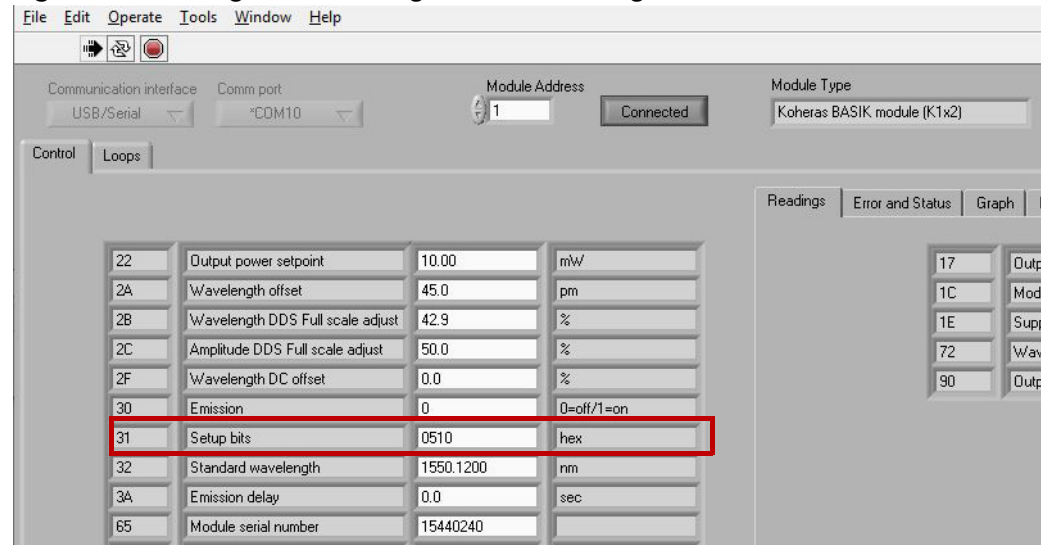 File Edit Operate Tools Window Help
Communication interface Comm port Module Address Module Type
USB/Serial *COM10 1 Connected Koheras BASIK module (K1x2)
Control Loops
Readings Error and Status Graph
22 Output power setpoint 10.00 mW 17
2A Wavelength offset 45.0 pm 1C
2B Wavelength DDS Full scale adjust 42.9 % 1E
2C Amplitude DDS Full scale adjust 50.0 % 72
2F Wavelength DC offset 0.0 % 90
30 Emission 0 0=off/1=on
31 Setup bits 0510 hex
32 Standard wavelength 1550.1200 nm
3A Emission delay 0.0 sec
65 Module serial number 15440240